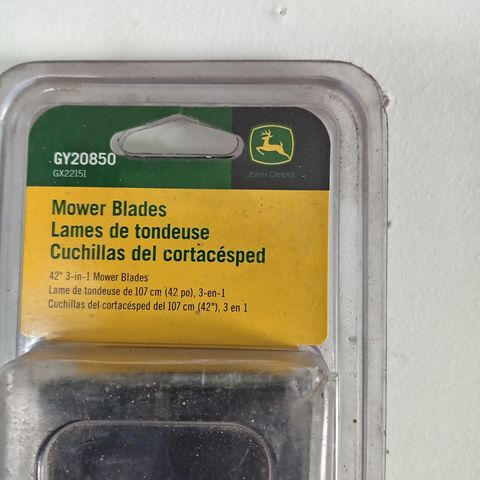 GY20850
GX22151
JOHN DEERE
Mower Blades
Lames de tondeuse
Cuchillas del cortacésped
42" 3-in-1 Mower Blades
Lame de tondeuse de 107 cm (42 po), 3-en-1
Cuchillas del cortacésped del 107 cm (42"), 3 en 1